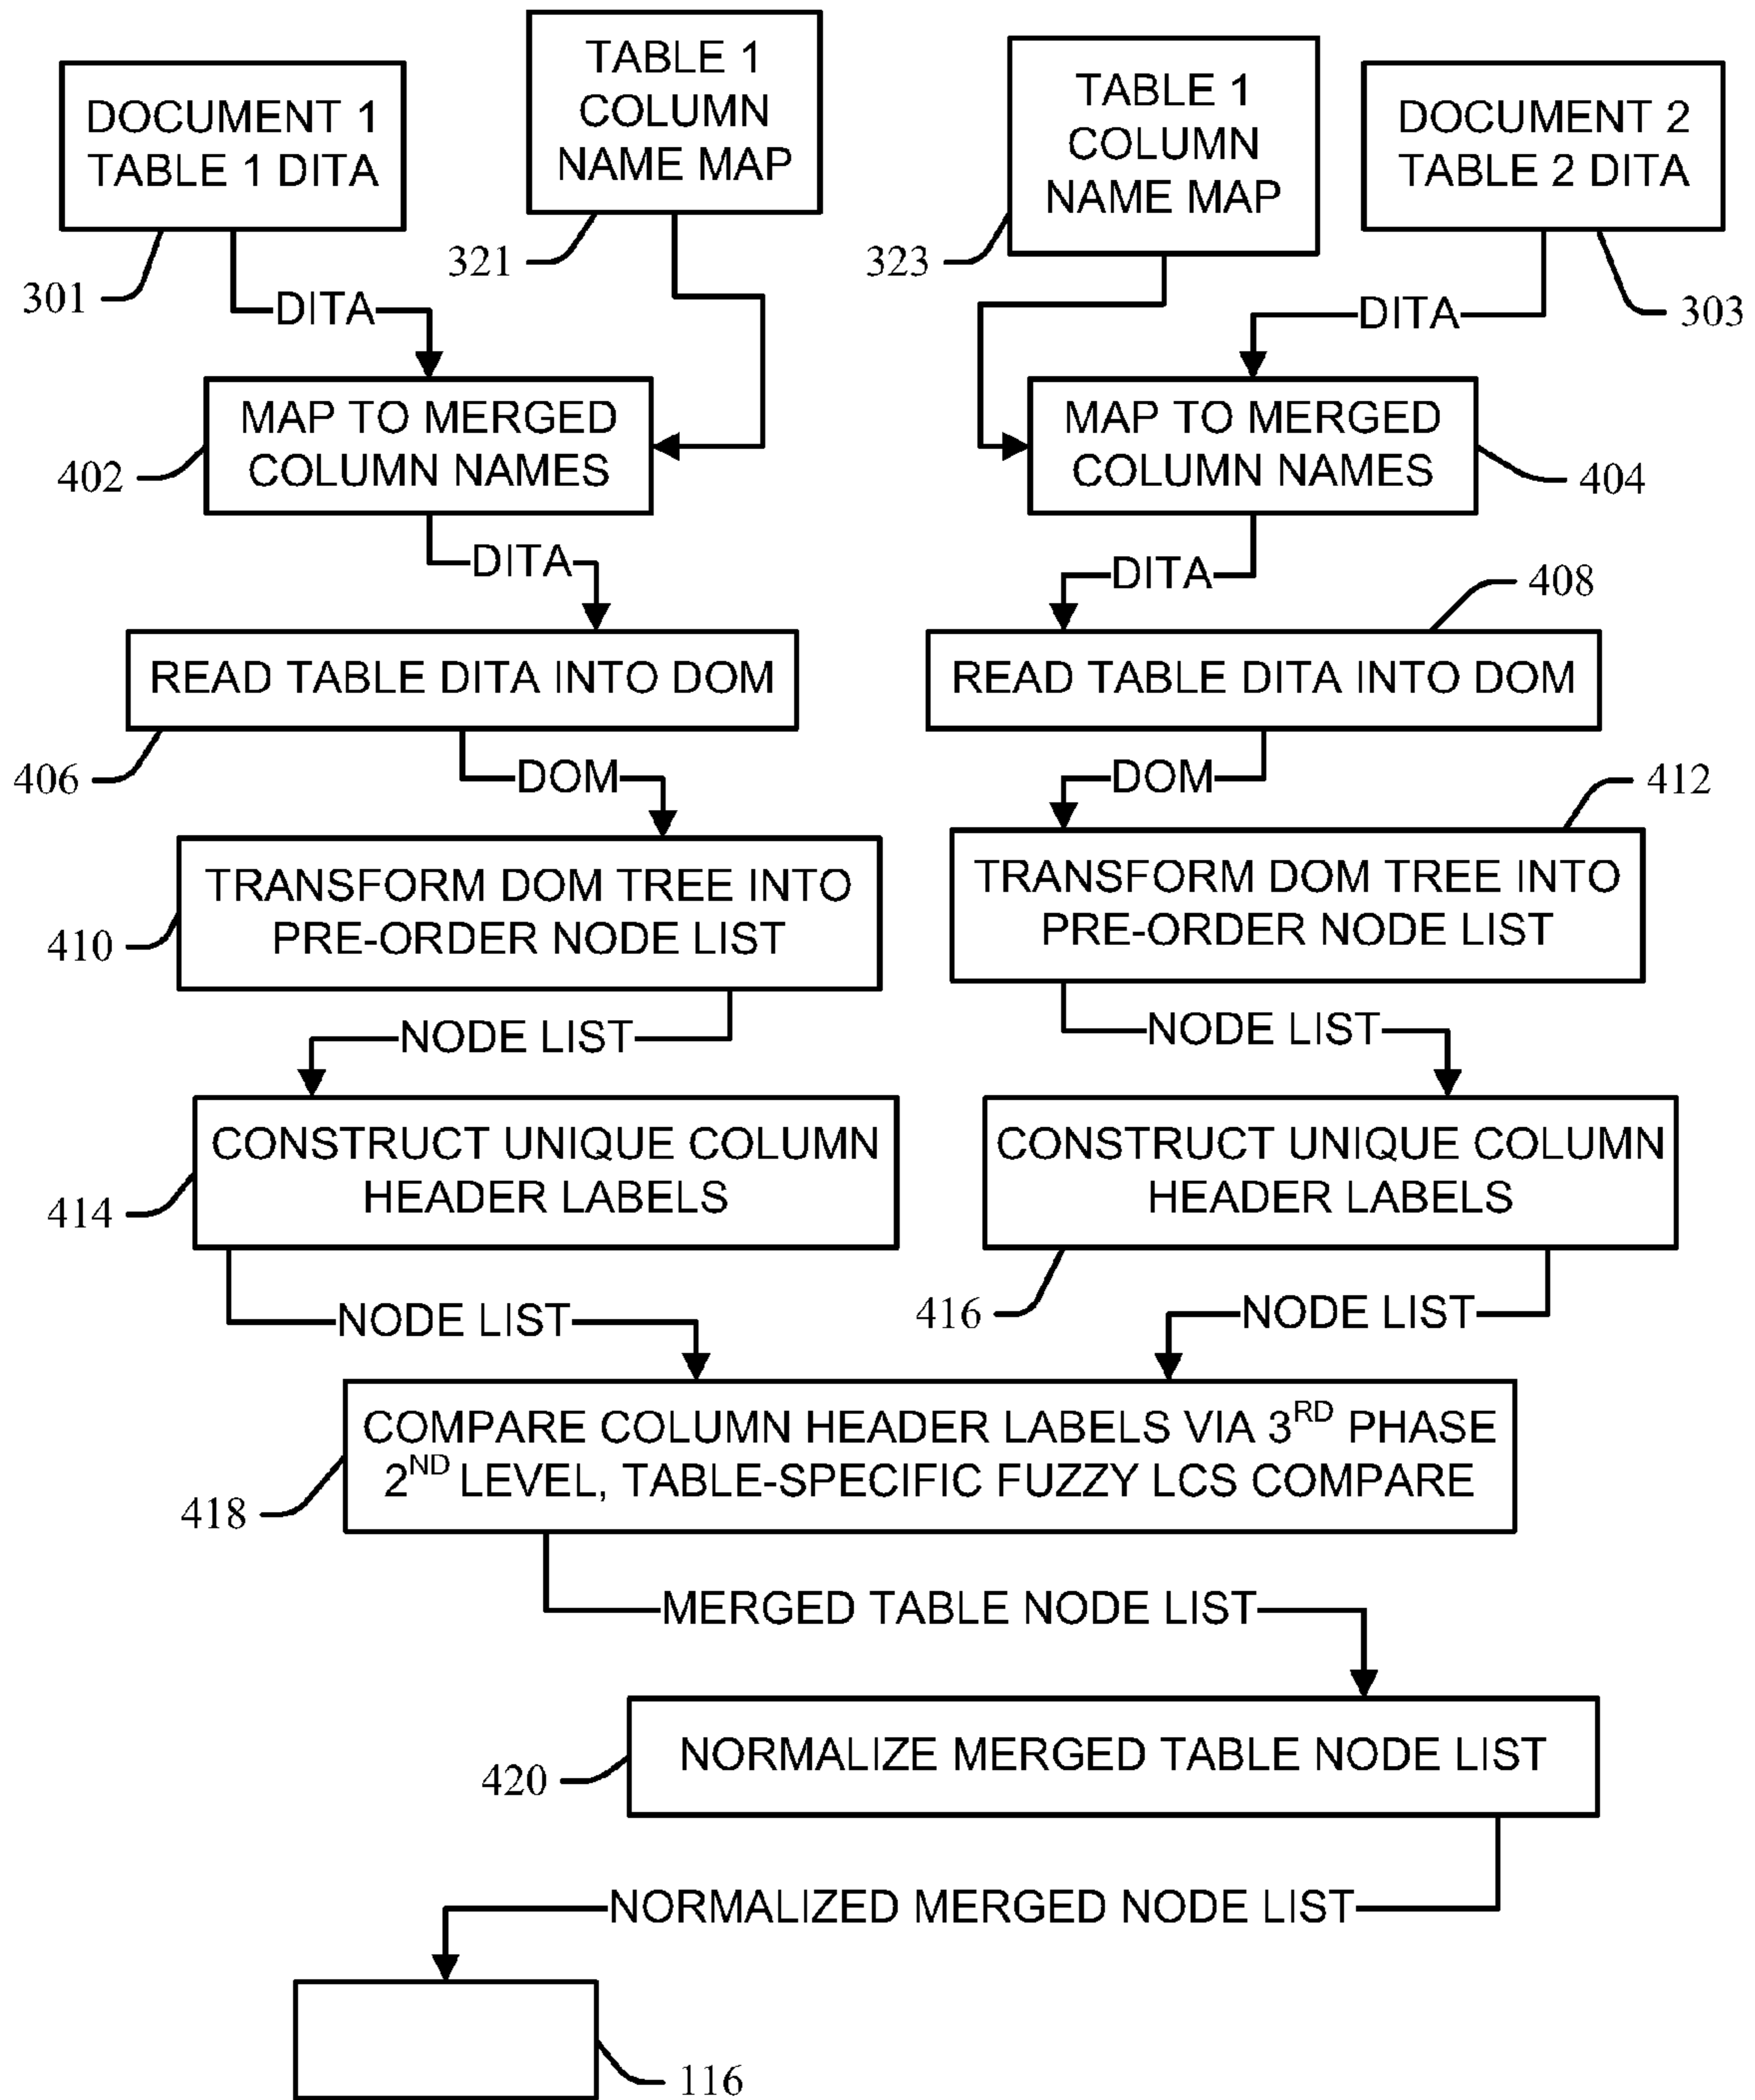 DOCUMENT 1
TABLE 1 DITA
301
TABLE 1
COLUMN
NAME MAP
321
TABLE 1
COLUMN
NAME MAP
323
DOCUMENT 2
TABLE 2 DITA
303
DITA
DITA
MAP TO MERGED
COLUMN NAMES
402
MAP TO MERGED
COLUMN NAMES
404
DITA
DITA
408
READ TABLE DITA INTO DOM
406
READ TABLE DITA INTO DOM
DOM
DOM
412
TRANSFORM DOM TREE INTO
PRE-ORDER NODE LIST
410
TRANSFORM DOM TREE INTO
PRE-ORDER NODE LIST
NODE LIST
NODE LIST
CONSTRUCT UNIQUE COLUMN
HEADER LABELS
414
CONSTRUCT UNIQUE COLUMN
HEADER LABELS
416
NODE LIST
NODE LIST
COMPARE COLUMN HEADER LABELS VIA 3RD PHASE
2ND LEVEL, TABLE-SPECIFIC FUZZY LCS COMPARE
418
MERGED TABLE NODE LIST
NORMALIZE MERGED TABLE NODE LIST
420
NORMALIZED MERGED NODE LIST
116